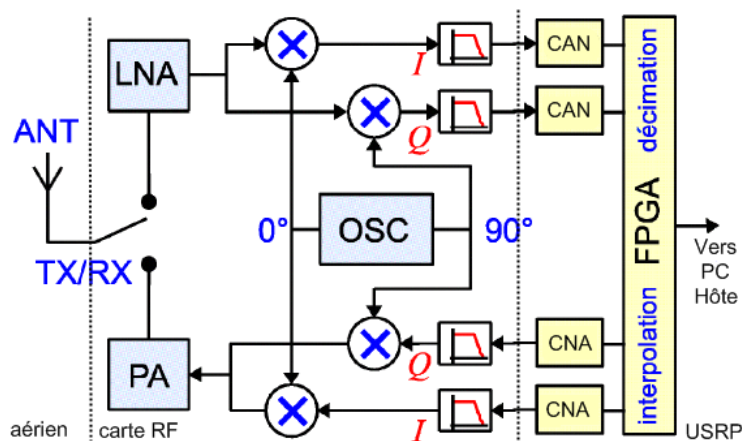 LNA
I
CAN
ANT
Q
CAN
décimation
0°
OSC
90°
FPGA
Vers
PC
Hôte
TX/RX
PA
Q
CNA
interpolation
I
CNA
aérien
carte RF
USRP